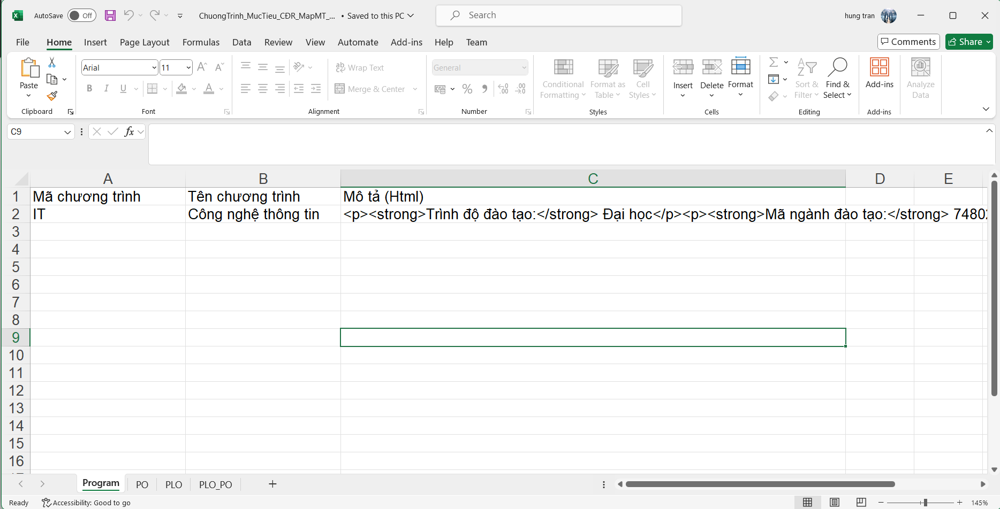 AutoSave Off ChuongTrinh_MucTieu_CĐR_MapMT_... • Saved to this PC Search hung tran
File Home Insert Page Layout Formulas Data Review View Automate Add-ins Help Team Comments Share
Paste
Arial 11
B I U A
ab Wrap Text
Merge & Center
General
% , .00
Conditional Formatting
Format as Table
Cell Styles
Insert Delete Format
Sort & Filter
Find & Select
Add-ins
Analyze Data
Clipboard Font Alignment Number Styles Cells Editing Add-ins
C9 fx
A B C D E
1 Mã chương trình Tên chương trình Mô tả (Html)
2 IT Công nghệ thông tin <p><strong>Trình độ đào tạo:</strong> Đại học</p><p><strong>Mã ngành đào tạo:</strong> 7480
3
4
5
6
7
8
9
10
11
12
13
14
15
16
Program PO PLO PLO_PO +
Ready Accessibility: Good to go 145%